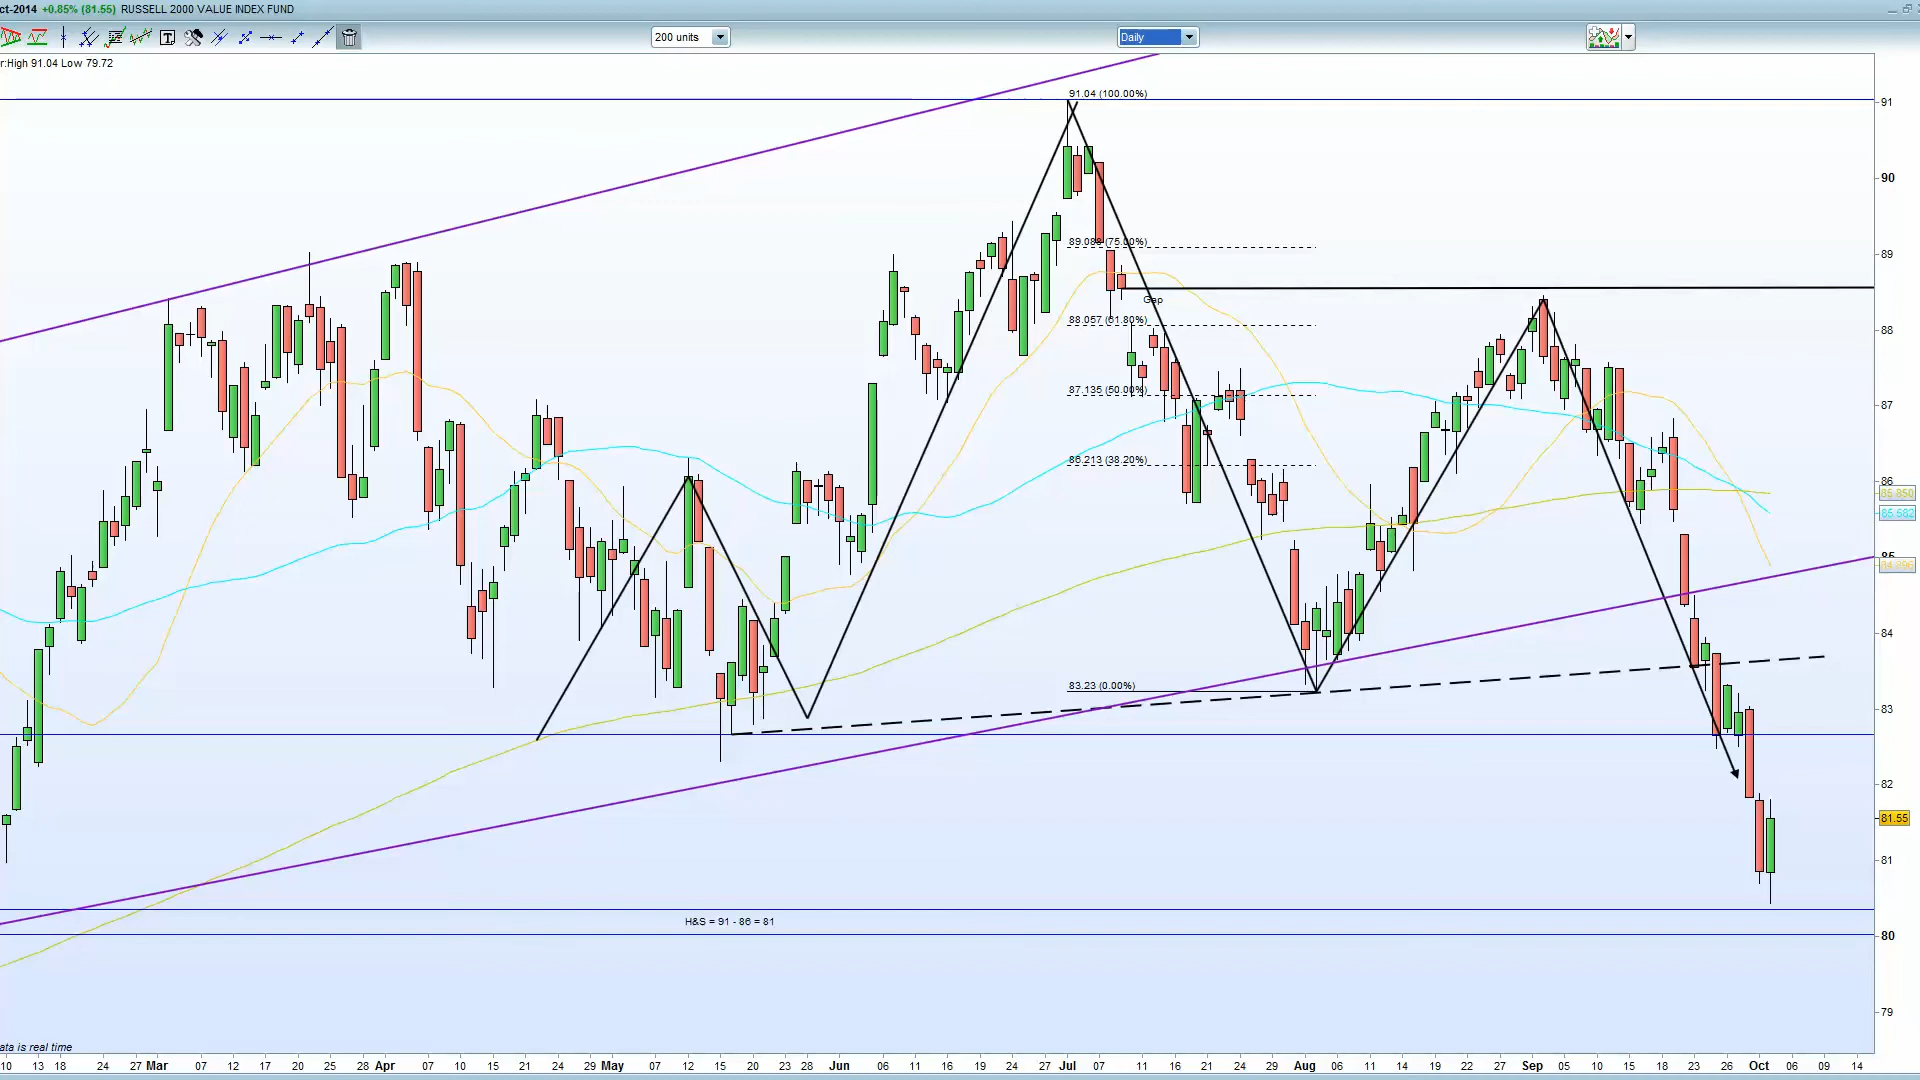 ct-2014 +0.85% (81.55) RUSSELL 2000 VALUE INDEX FUND
200 units
Daily
r:High 91.04 Low 79.72
91.04 (100.00%)
91
90
89.088 (75.00%)
89
Gap
88.057 (61.80%)
88
87.135 (50.00%)
87
86.213 (38.20%)
86
85.850
85.582
85
84.896
84
83.23 (0.00%)
83
82
81.55
81
H&S = 91 - 86 = 81
80
79
ata is real time
10 13 18 24 27 Mar 07 12 17 20 25 28 Apr 07 10 15 21 24 29 May 07 12 15 20 23 28 Jun 06 11 16 19 24 27 Jul 07 11 16 21 24 29 Aug 06 11 14 19 22 27 Sep 05 10 15 18 23 26 Oct 06 09 14